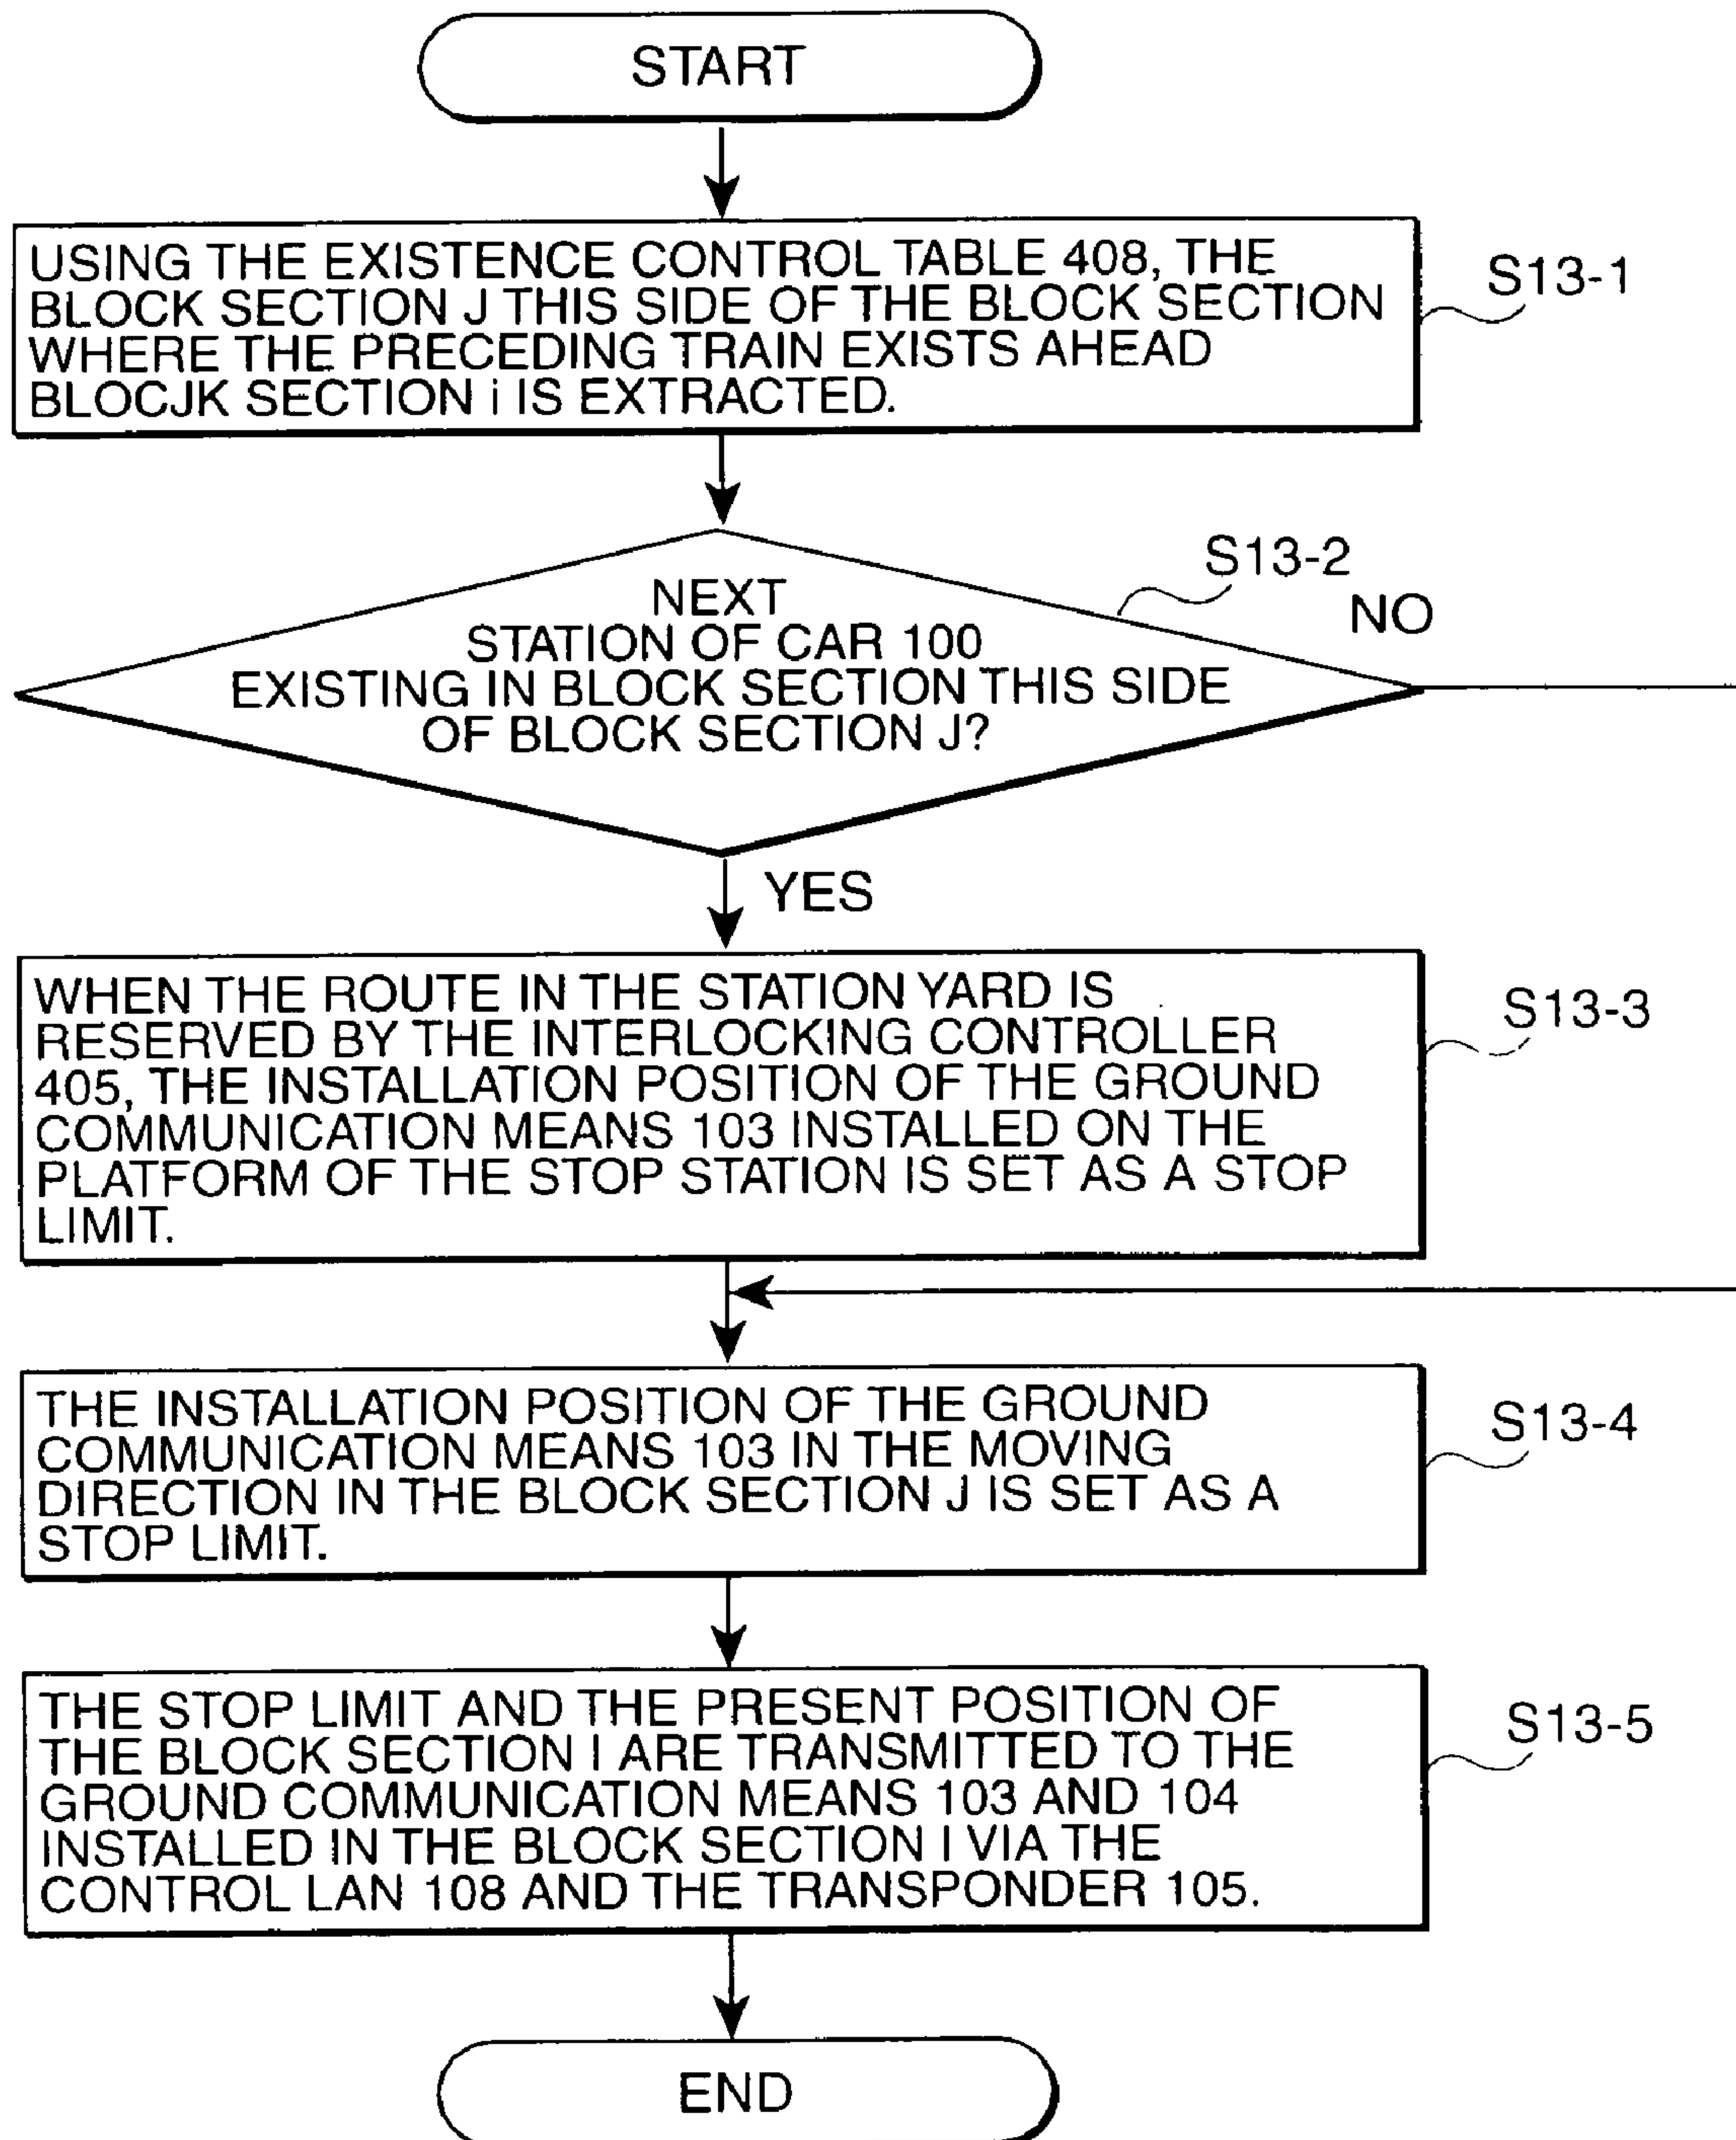 START
USING THE EXISTENCE CONTROL TABLE 408, THE
BLOCK SECTION J THIS SIDE OF THE BLOCK SECTION
WHERE THE PRECEDING TRAIN EXISTS AHEAD
BLOCJK SECTION i IS EXTRACTED.
S13-1
S13-2
NO
NEXT
STATION OF CAR 100
EXISTING IN BLOCK SECTION THIS SIDE
OF BLOCK SECTION J?
YES
WHEN THE ROUTE IN THE STATION YARD IS
RESERVED BY THE INTERLOCKING CONTROLLER
405, THE INSTALLATION POSITION OF THE GROUND
COMMUNICATION MEANS 103 INSTALLED ON THE
PLATFORM OF THE STOP STATION IS SET AS A STOP
LIMIT.
S13-3
THE INSTALLATION POSITION OF THE GROUND
COMMUNICATION MEANS 103 IN THE MOVING
DIRECTION IN THE BLOCK SECTION J IS SET AS A
STOP LIMIT.
S13-4
THE STOP LIMIT AND THE PRESENT POSITION OF
THE BLOCK SECTION I ARE TRANSMITTED TO THE
GROUND COMMUNICATION MEANS 103 AND 104
INSTALLED IN THE BLOCK SECTION I VIA THE
CONTROL LAN 108 AND THE TRANSPONDER 105.
S13-5
END